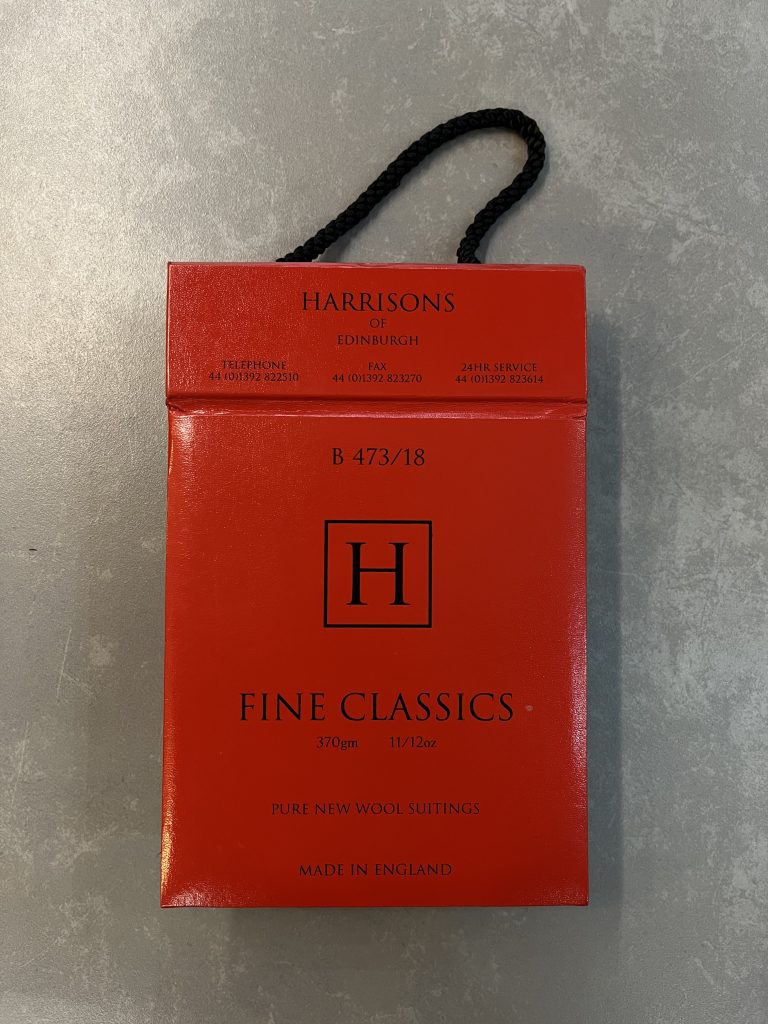 HARRISONS
OF
EDINBURGH
TELEPHONE FAX 24HR SERVICE
44 (0)1392 822510 44 (0)1392 823270 44 (0)1392 823614
B 473/18
H
FINE CLASSICS
370gm 11/12oz
PURE NEW WOOL SUITINGS
MADE IN ENGLAND